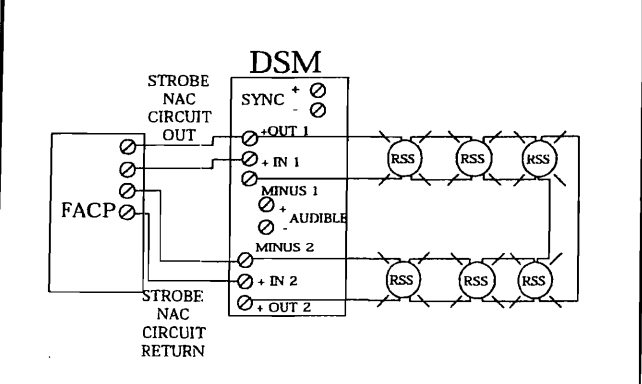 DSM
STROBE
NAC
CIRCUIT
OUT
SYNC + -
+OUT 1
+ IN 1
MINUS 1
+
AUDIBLE
-
MINUS 2
+ IN 2
+ OUT 2
FACP
STROBE
NAC
CIRCUIT
RETURN
RSS RSS RSS
RSS RSS RSS